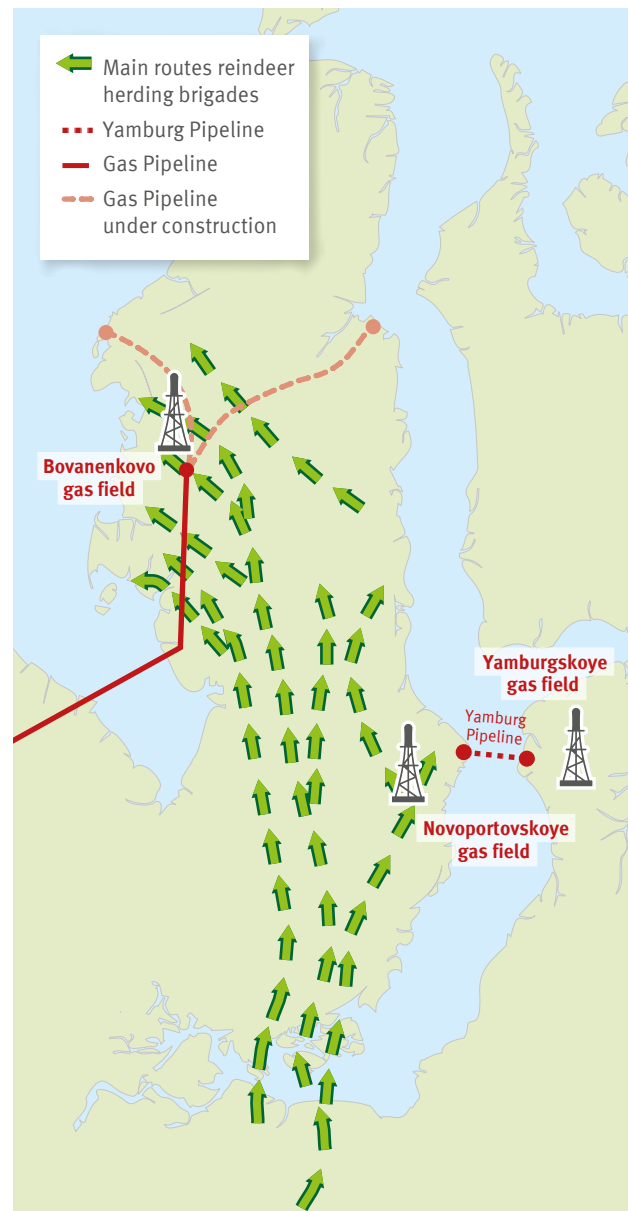 Main routes reindeer
herding brigades
Yamburg Pipeline
Gas Pipeline
Gas Pipeline
under construction
Bovanenkovo
gas field
Yamburgskoye
gas field
Yamburg
Pipeline
Novoportovskoye
gas field